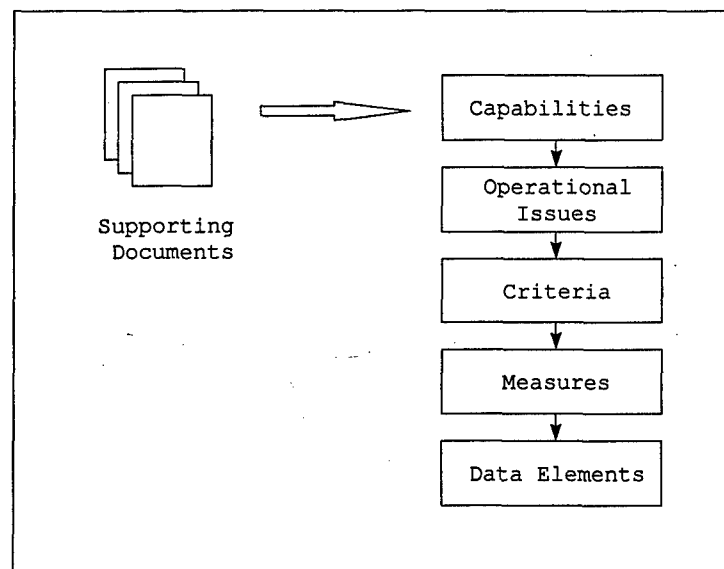 Supporting
Documents
Capabilities
Operational
Issues
Criteria
Measures
Data Elements